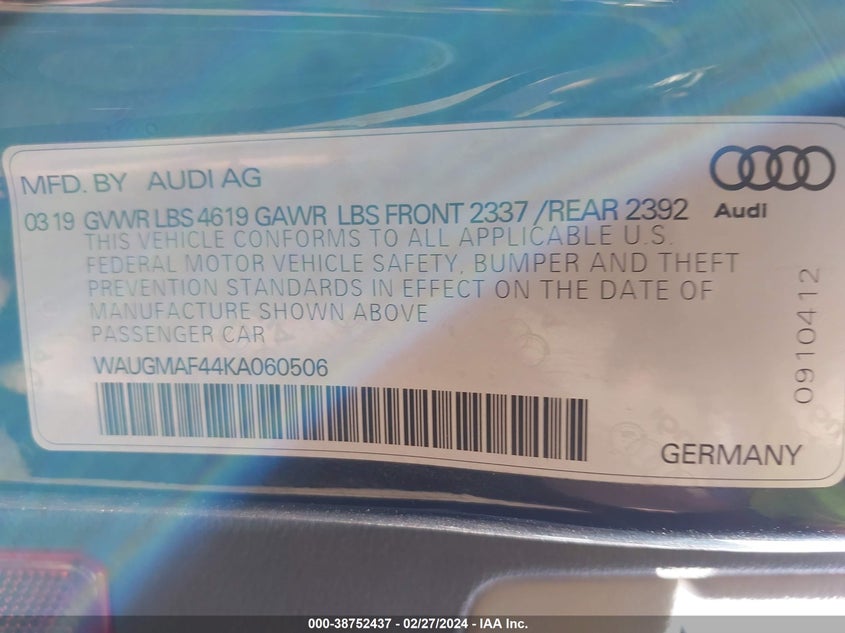 MFD. BY AUDI AG
03 19 GVWR LBS 4619 GAWR LBS FRONT 2337 /REAR 2392
Audi
THIS VEHICLE CONFORMS TO ALL APPLICABLE U.S.
FEDERAL MOTOR VEHICLE SAFETY, BUMPER AND THEFT
PREVENTION STANDARDS IN EFFECT ON THE DATE OF
MANUFACTURE SHOWN ABOVE
PASSENGER CAR
WAUGMAF44KA060506
0910412
GERMANY
000-38752437 - 02/27/2024 - IAA Inc.